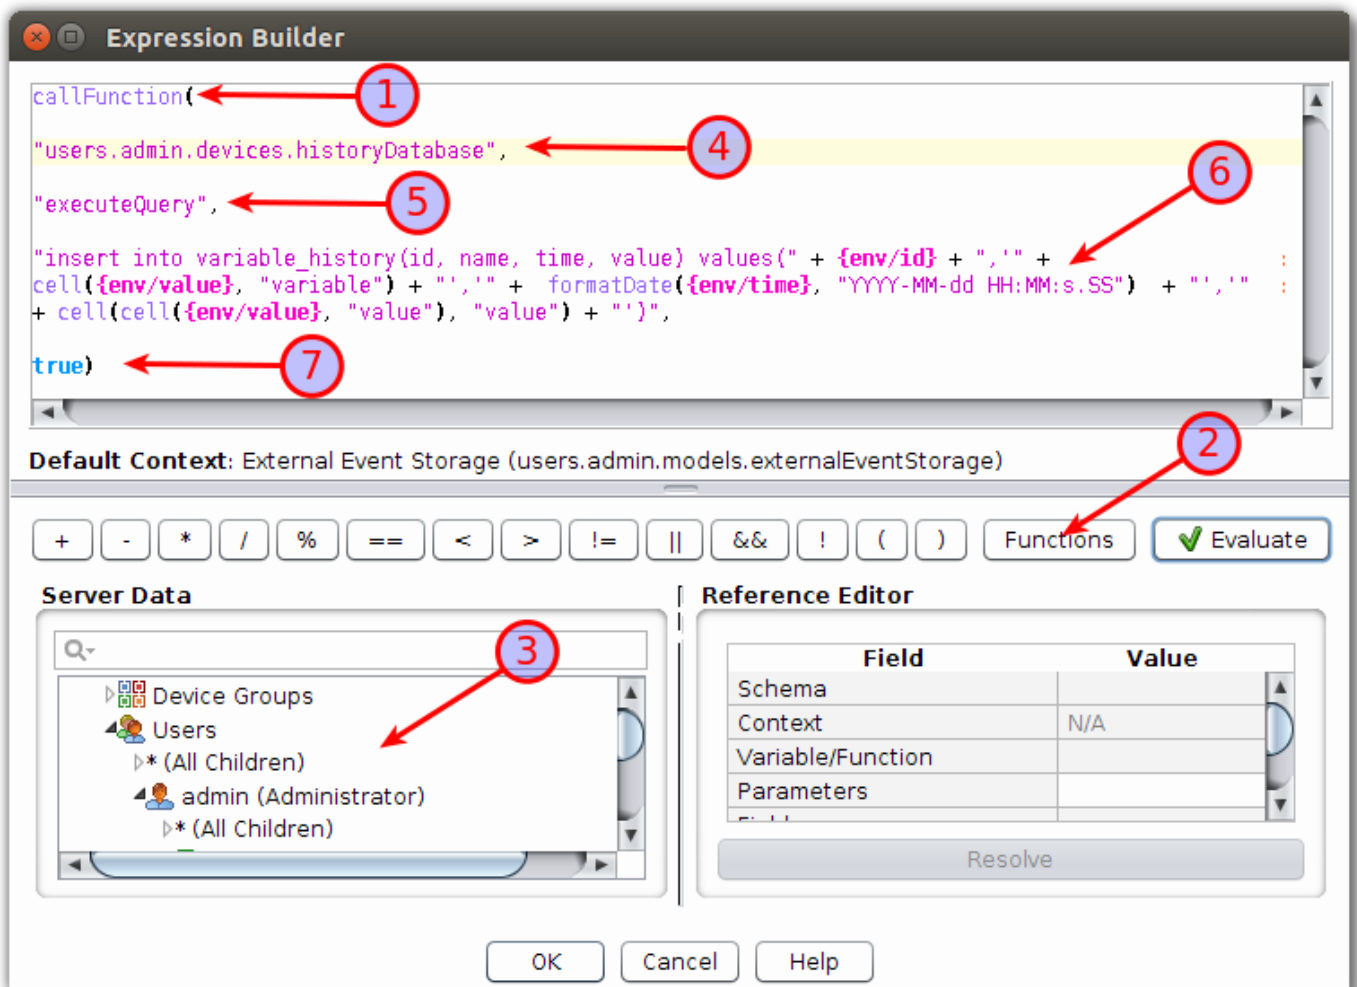 Expression Builder
callFunction(
1
"users.admin.devices.historyDatabase",
4
"executeQuery",
5
6
"insert into variable_history(id, name, time, value) values(" + {env/id} + ",'" +
cell({env/value}, "variable") + "','" +  formatDate({env/time}, "YYYY-MM-dd HH:MM:s.SS")  + "','"
+ cell(cell({env/value}, "value"), "value") + "')",
true)
7
Default Context: External Event Storage (users.admin.models.externalEventStorage)
2
+ - * / % == < > != || && ! ( ) Functions Evaluate
Server Data
Reference Editor
3
Field Value
Device Groups
Schema
Users
Context N/A
* (All Children)
Variable/Function
admin (Administrator)
Parameters
* (All Children)
Resolve
OK Cancel Help